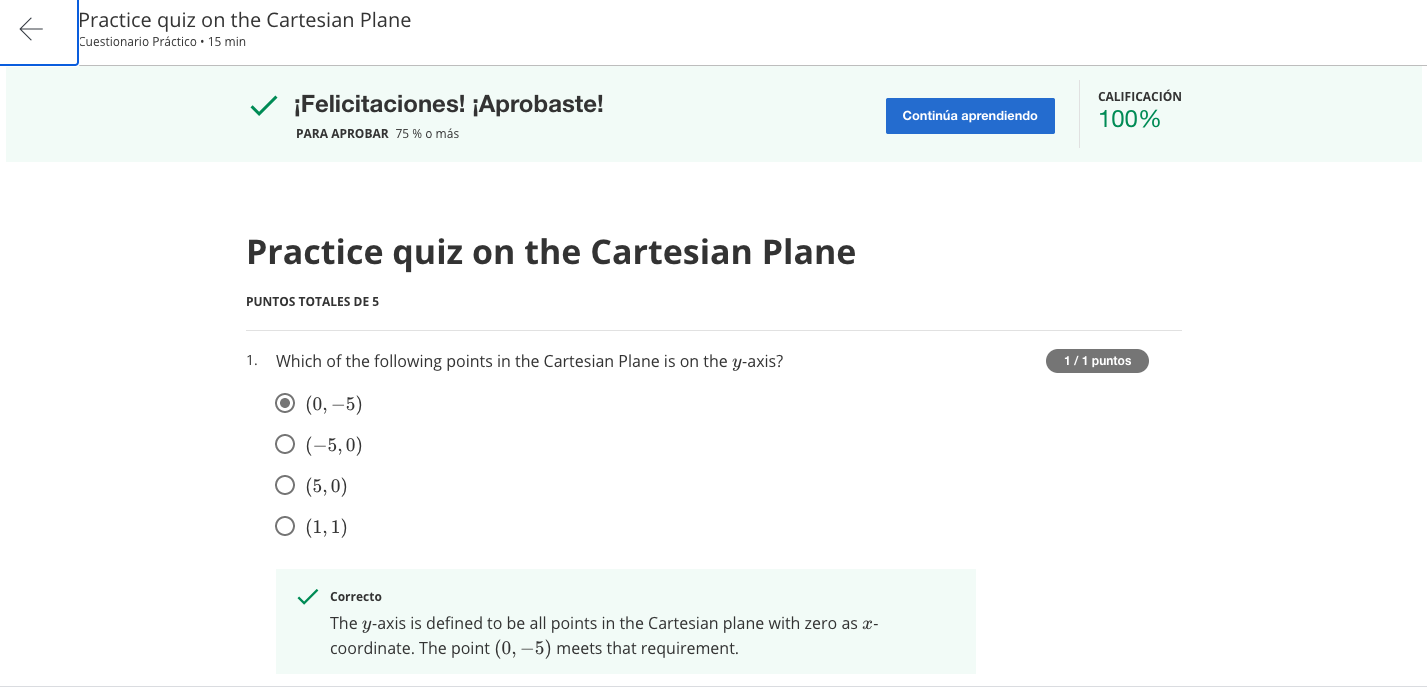 Practice quiz on the Cartesian Plane
Cuestionario Práctico • 15 min
¡Felicitaciones! ¡Aprobaste!
PARA APROBAR 75 % o más
Continúa aprendiendo
CALIFICACIÓN
100%
Practice quiz on the Cartesian Plane
PUNTOS TOTALES DE 5
1. Which of the following points in the Cartesian Plane is on the y-axis?
1 / 1 puntos
(0, −5)
(−5, 0)
(5, 0)
(1, 1)
Correcto
The y-axis is defined to be all points in the Cartesian plane with zero as x-
coordinate. The point (0, −5) meets that requirement.